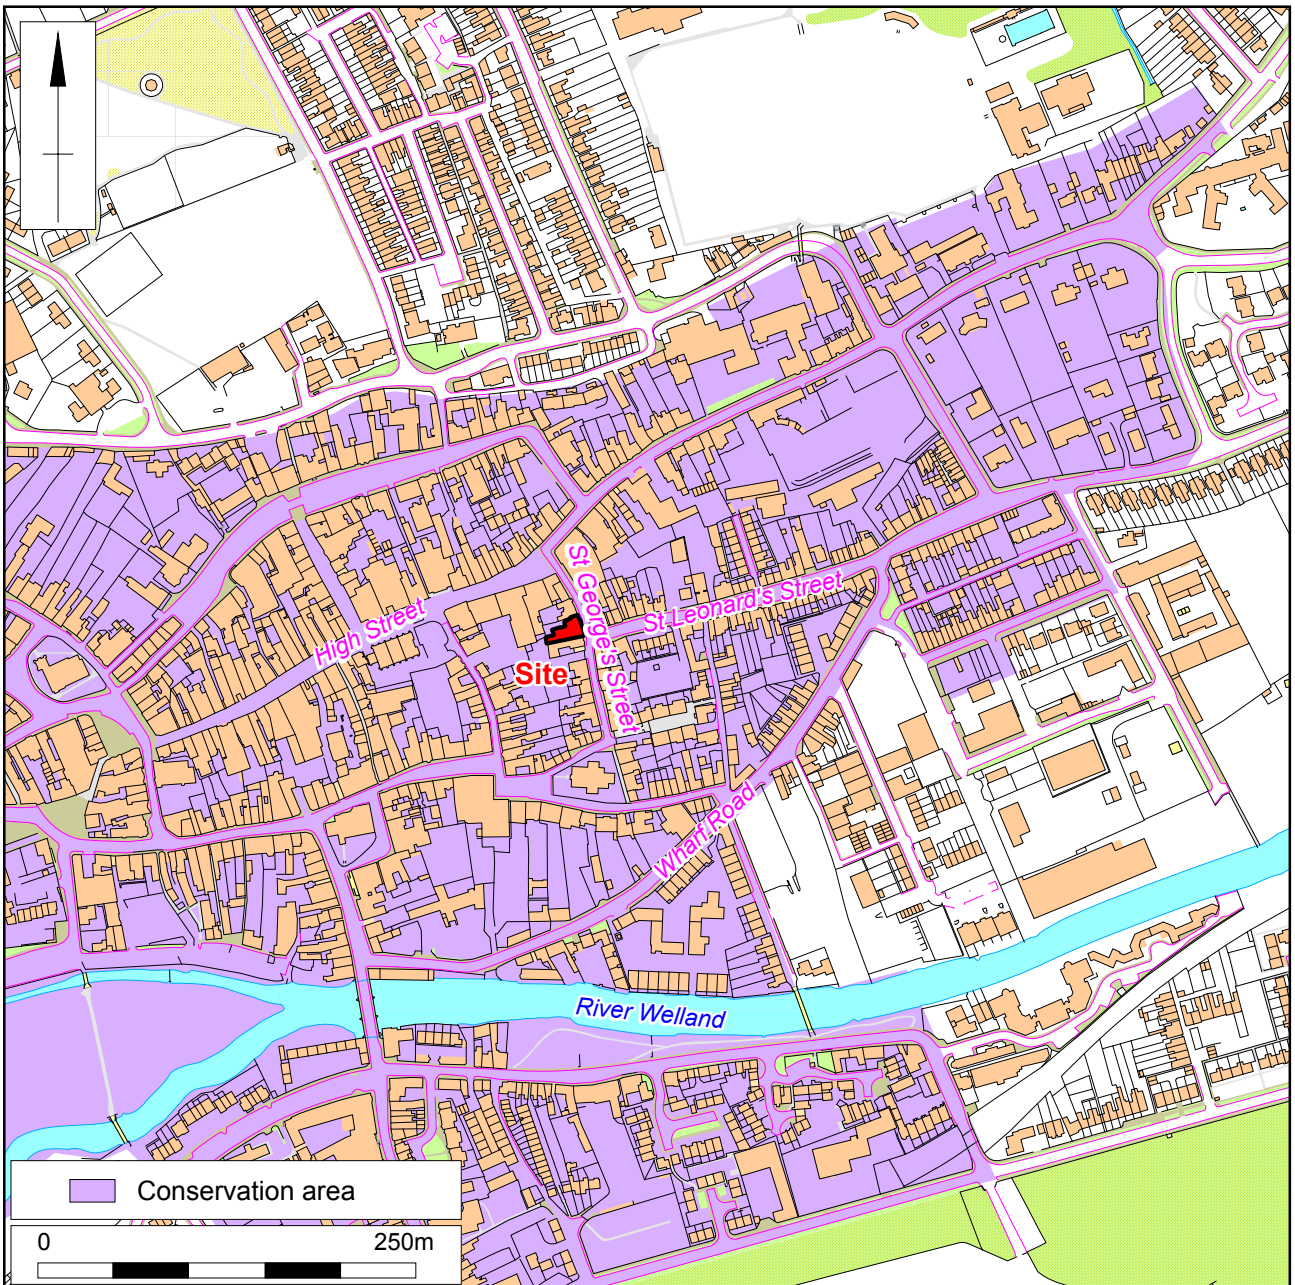 St George's Street
St Leonard's Street
High Street
Site
Wharf Road
River Welland
Conservation area
0
250m